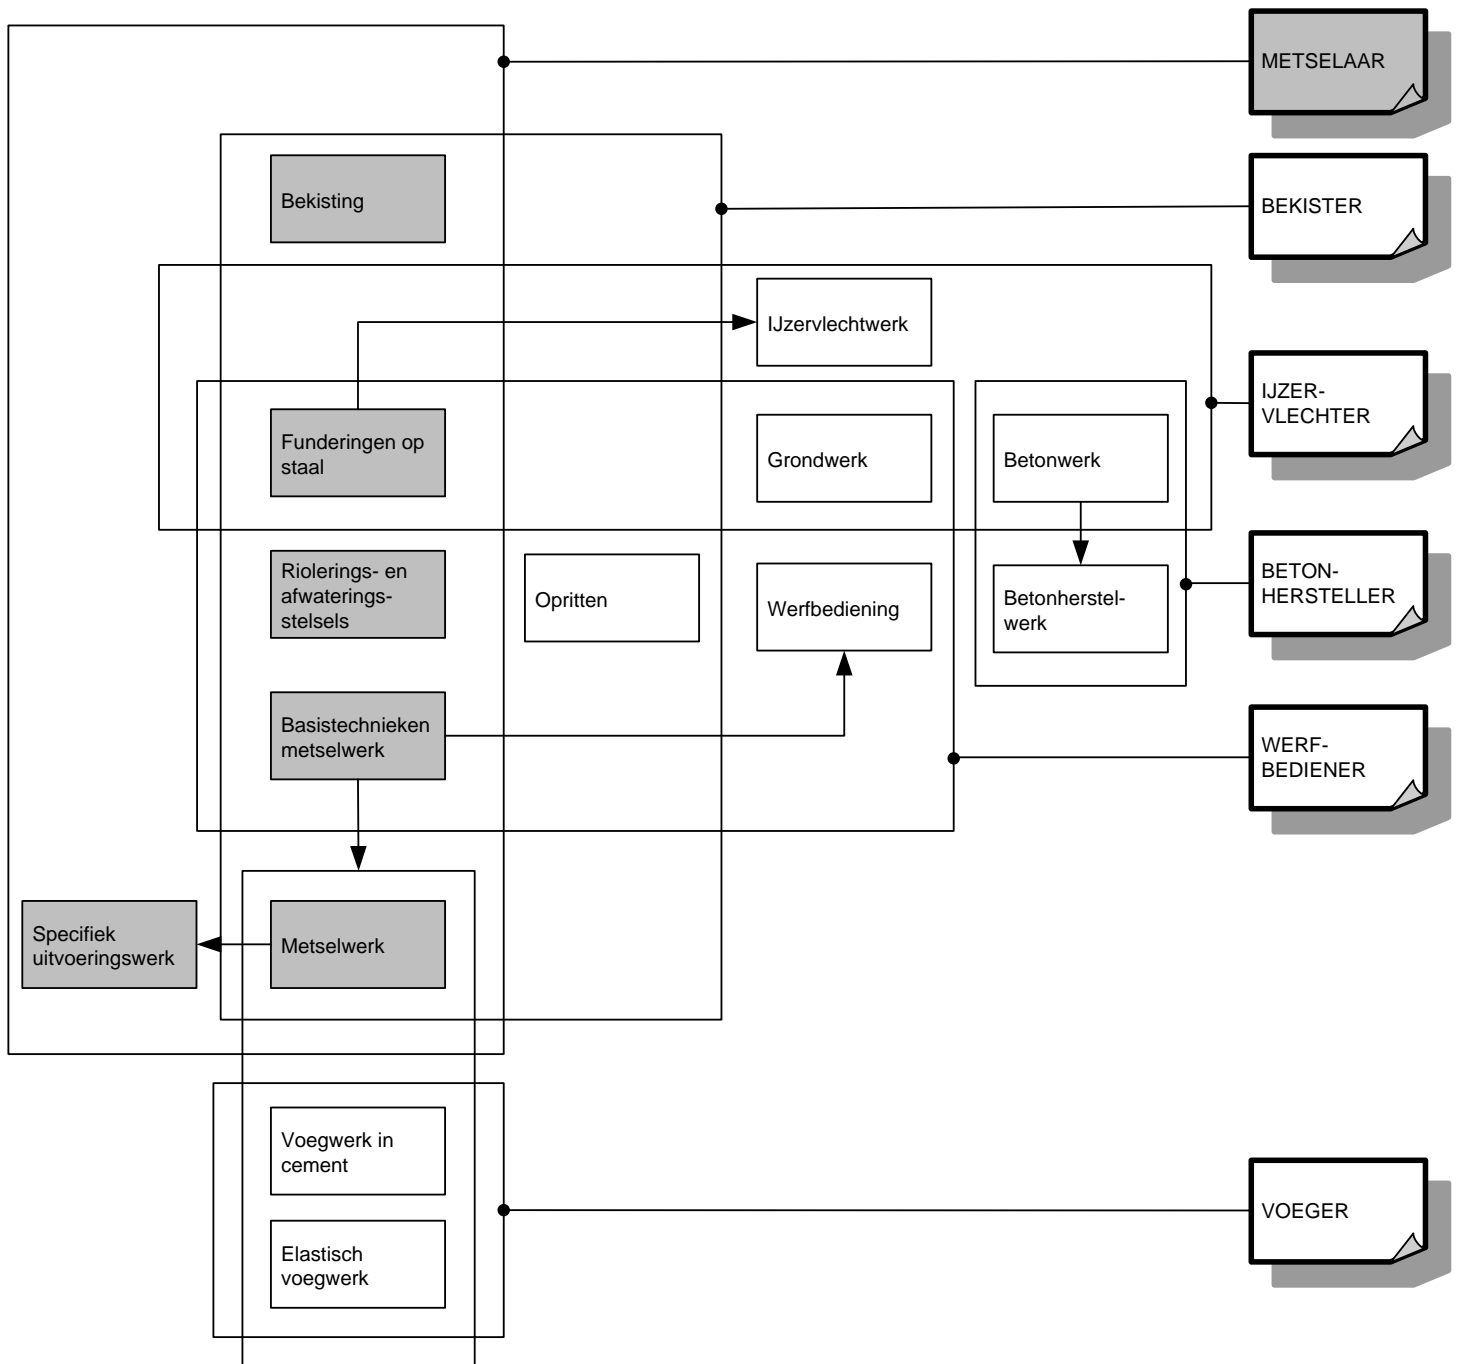 METSELAAR
Bekisting
BEKISTER
IJzervlechtwerk
IJZER-
VLECHTER
Funderingen op
staal
Grondwerk
Betonwerk
Riolerings- en
afwaterings-
stelsels
Opritten
Werfbediening
Betonherstel-
werk
BETON-
HERSTELLER
Basistechnieken
metselwerk
WERF-
BEDIENER
Specifiek
uitvoeringswerk
Metselwerk
Voegwerk in
cement
VOEGER
Elastisch
voegwerk